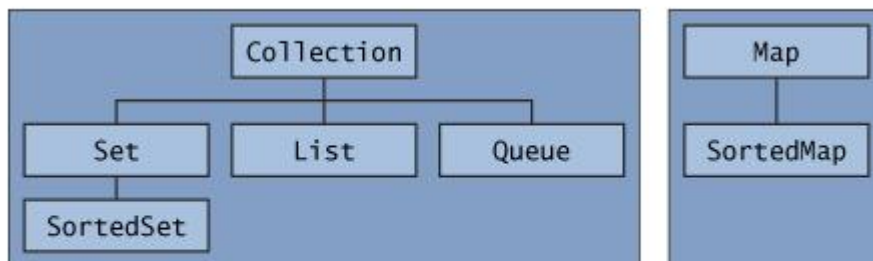 Collection
Map
Set
List
Queue
SortedMap
SortedSet